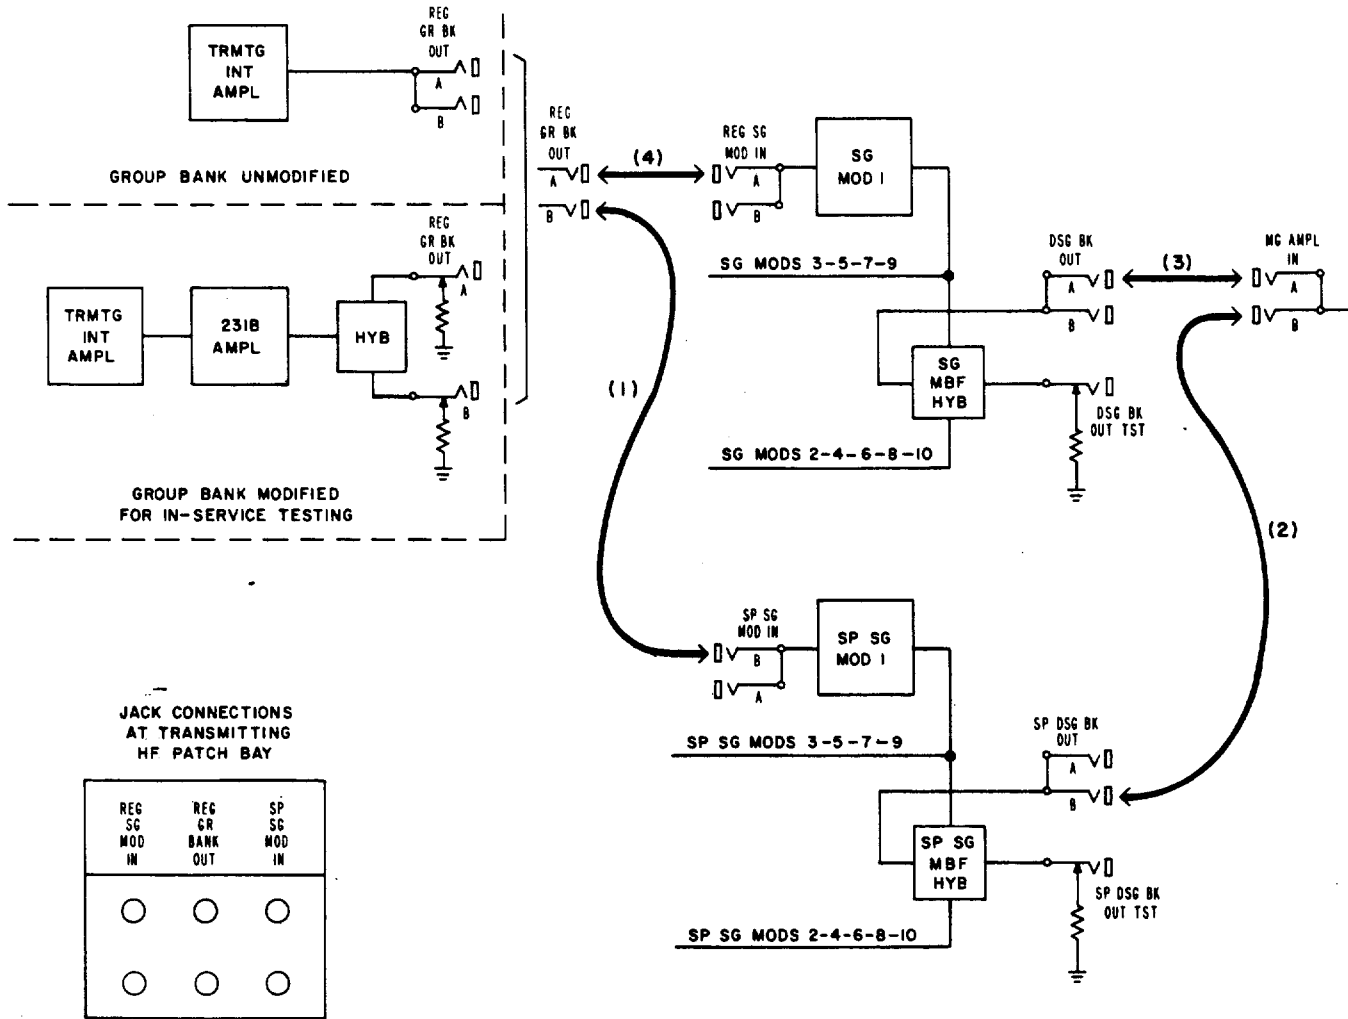 REG
GR BK
OUT
TRMTG
INT
AMPL
A
B
GROUP BANK UNMODIFIED
REG
GR BK
OUT
A
TRMTG
INT
AMPL
231B
AMPL
HYB
B
GROUP BANK MODIFIED
FOR IN-SERVICE TESTING
REG
GR BK
OUT
A
B
(4)
REG SG
MOD IN
A
B
SG
MOD 1
SG MODS 3-5-7-9
DSG BK
OUT
A
B
(3)
MG AMPL
IN
A
B
SG
MBF
HYB
DSG BK
OUT TST
SG MODS 2-4-6-8-10
(1)
(2)
SP SG
MOD IN
B
A
SP SG
MOD 1
SP SG MODS 3-5-7-9
SP DSG BK
OUT
A
B
SP SG
MBF
HYB
SP DSG BK
OUT TST
SP SG MODS 2-4-6-8-10
JACK CONNECTIONS
AT TRANSMITTING
HF PATCH BAY
REG
SG
MOD
IN
REG
GR
BANK
OUT
SP
SG
MOD
IN